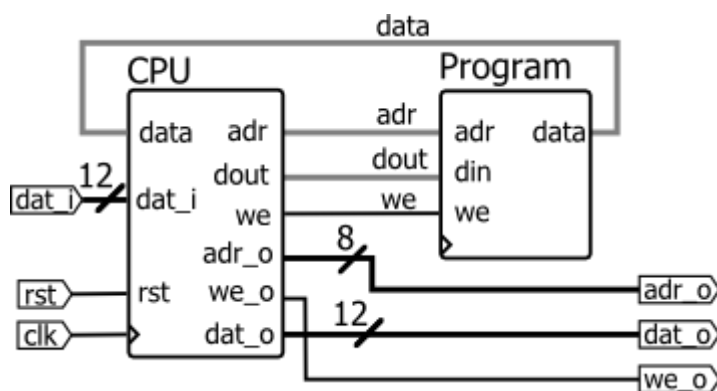 data
CPU
Program
data adr
adr
adr data
dout
dout
din
12
dat_i
dat_i
we
we
we
adr_o
8
rst
rst
we_o
adr_o
clk
dat_o
12
dat_o
we_o